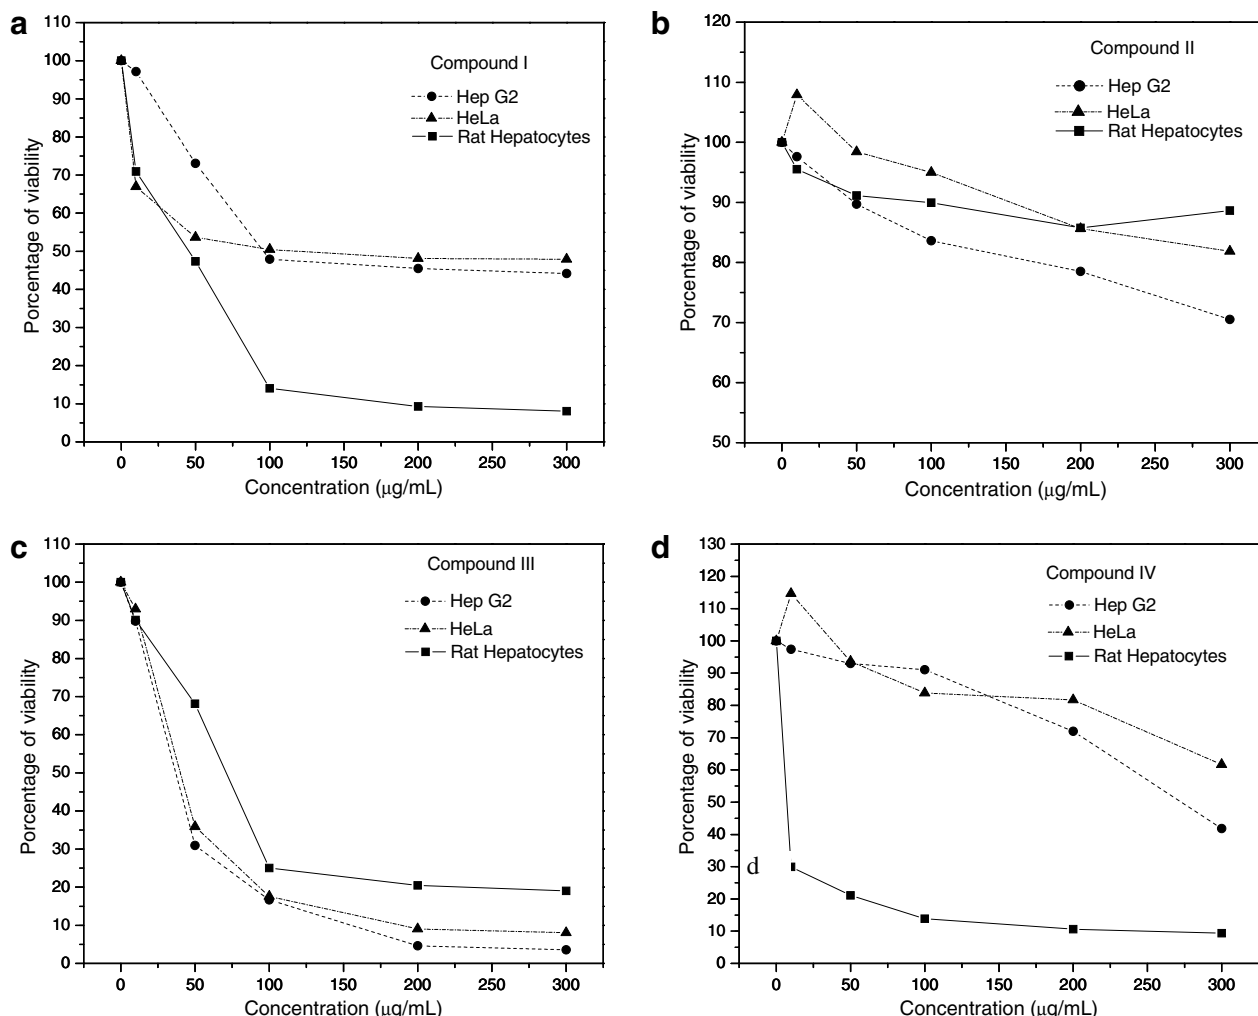 a
110
100
90
80
70
60
50
40
30
20
10
0
Porcentage of viability
Compound I
Hep G2
HeLa
Rat Hepatocytes
0 50 100 150 200 250 300
Concentration (µg/mL)
b
120
110
100
90
80
70
60
50
Porcentage of viability
Compound II
Hep G2
HeLa
Rat Hepatocytes
0 50 100 150 200 250 300
Concentration (µg/mL)
c
110
100
90
80
70
60
50
40
30
20
10
0
Porcentage of viability
Compound III
Hep G2
HeLa
Rat Hepatocytes
0 50 100 150 200 250 300
Concentration (µg/mL)
d
130
120
110
100
90
80
70
60
50
40
30 d
20
10
0
Porcentage of viability
Compound IV
Hep G2
HeLa
Rat Hepatocytes
0 50 100 150 200 250 300
Concentration (µg/mL)